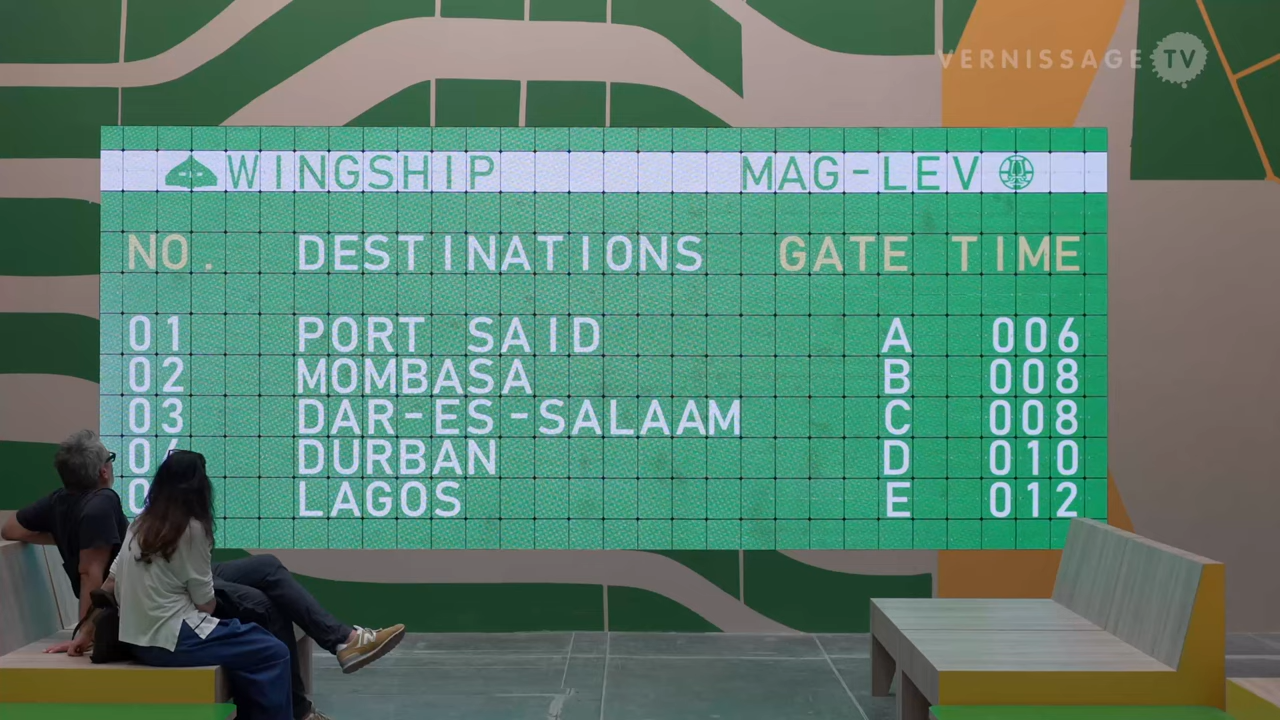 VERNISSAGE TV
WINGSHIP MAG-LEV
NO. DESTINATIONS GATE TIME
01 PORT SAID A 006
02 MOMBASA B 008
03 DAR-ES-SALAAM C 008
04 DURBAN D 010
LAGOS E 012